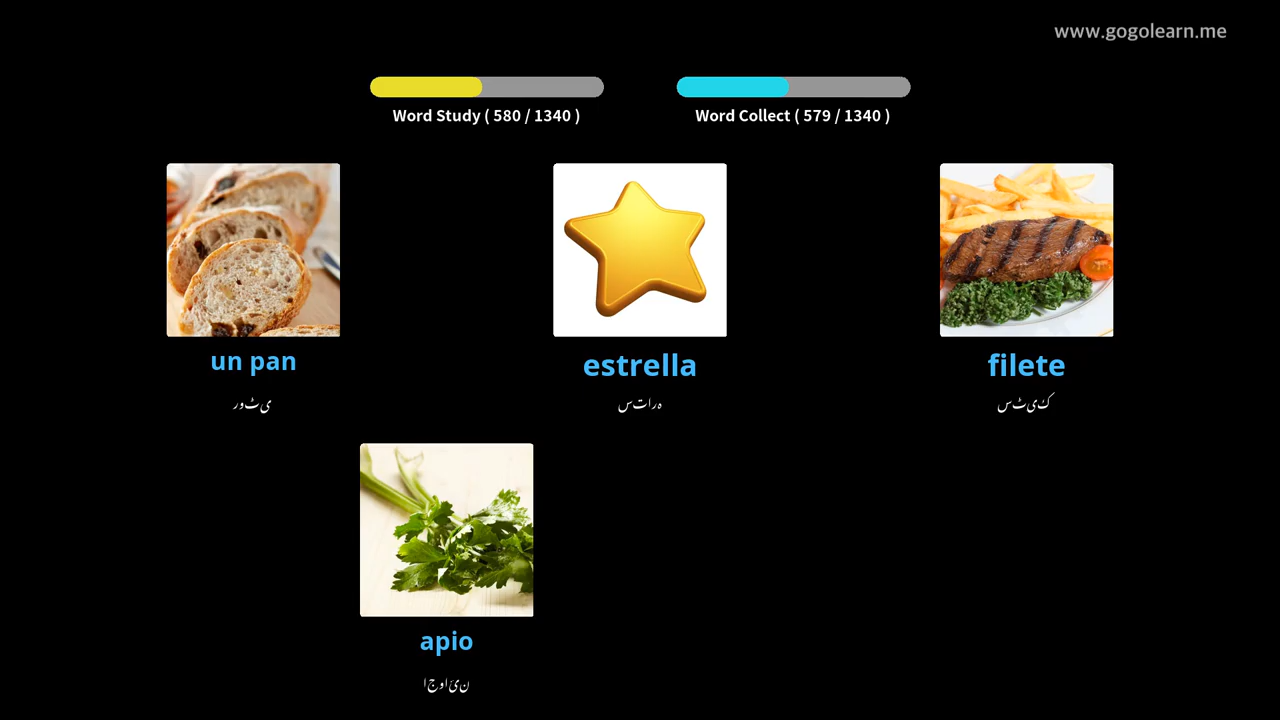 www.gogolearn.me
Word Study ( 580 / 1340 )
Word Collect ( 579 / 1340 )
un pan
estrella
filete
روٹی
ستارہ
سٹیک
apio
اجوائن